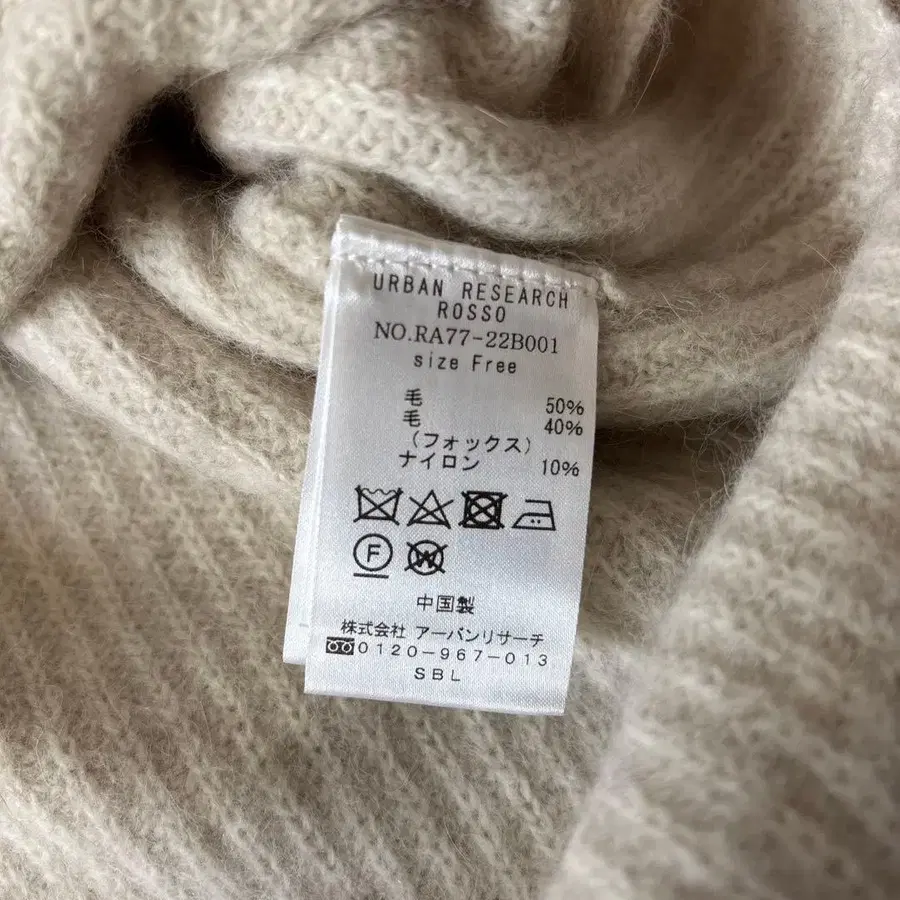 URBAN RESEARCH
ROSSO
NO.RA77-22B001
size Free
毛 50%
毛 40%
(フォックス)
ナイロン 10%
F W
中国製
株式会社 アーバンリサーチ
0120-967-013
SBL